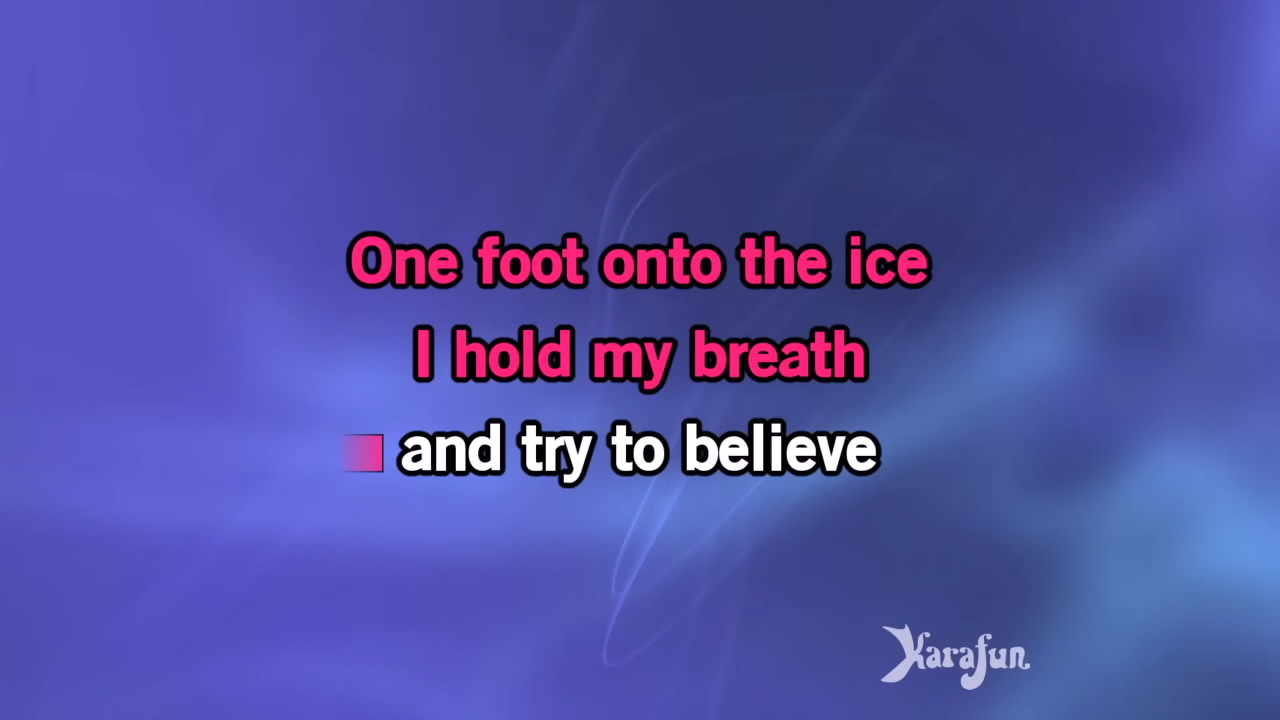 One foot onto the ice
I hold my breath
and try to believe
Karafun